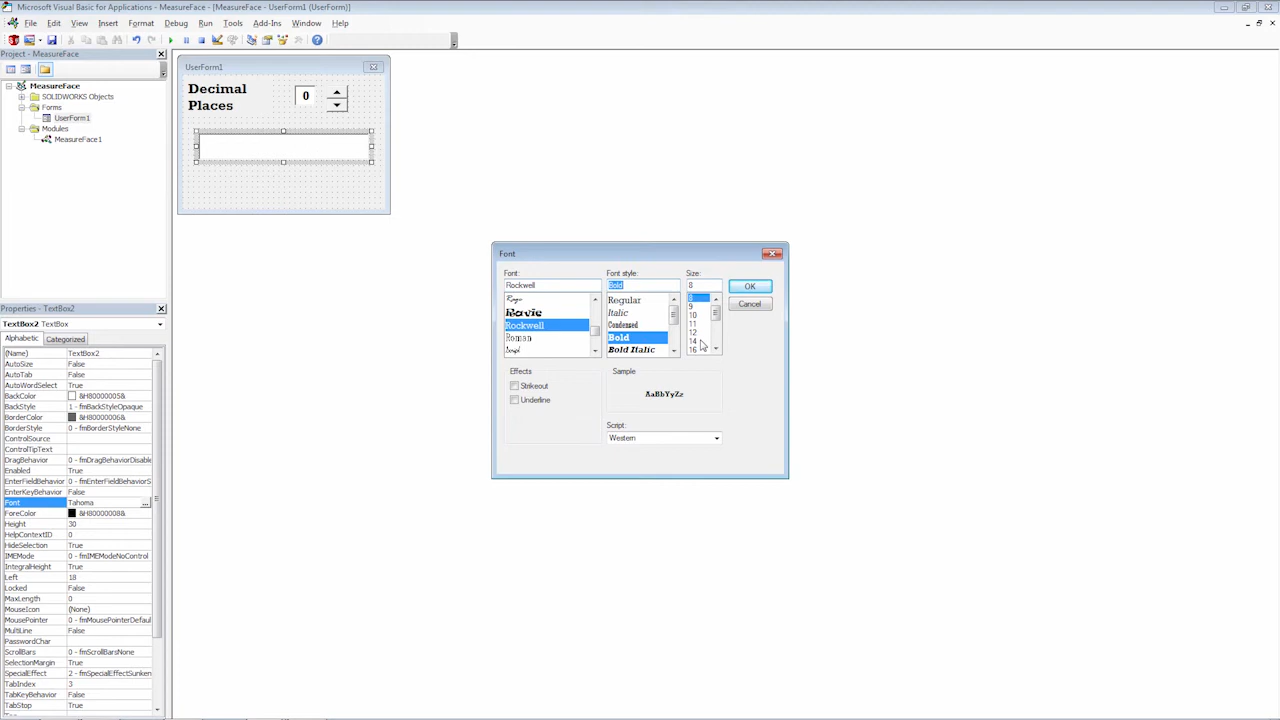 Microsoft Visual Basic for Applications - MeasureFace - [MeasureFace - UserForm1 (UserForm)]
File Edit View Insert Format Debug Run Tools Add-Ins Window Help
Project - MeasureFace
MeasureFace
SOLIDWORKS Objects
Forms
UserForm1
Modules
MeasureFace1
UserForm1
Decimal
Places
0
Properties - TextBox2
TextBox2 TextBox
Alphabetic Categorized
(Name) TextBox2
AutoSize False
AutoTab False
AutoWordSelect True
BackColor &H80000005&
BackStyle 1 - fmBackStyleOpaque
BorderColor &H80000006&
BorderStyle 0 - fmBorderStyleNone
ControlSource
ControlTipText
DragBehavior 0 - fmDragBehaviorDisable
Enabled True
EnterFieldBehavior 0 - fmEnterFieldBehaviorS
EnterKeyBehavior False
Font Tahoma ...
ForeColor &H80000008&
Height 30
HelpContextID 0
HideSelection True
IMEMode 0 - fmIMEModeNoControl
IntegralHeight True
Left 18
Locked False
MaxLength 0
MouseIcon (None)
MousePointer 0 - fmMousePointerDefaul
MultiLine False
PasswordChar
ScrollBars 0 - fmScrollBarsNone
SelectionMargin True
SpecialEffect 2 - fmSpecialEffectSunken
TabIndex 3
TabKeyBehavior False
TabStop True
Font
Font: Font style: Size:
Rockwell Bold 8
OK
Cancel
Ravie
Rockwell
Roman
Script
Regular
Italic
Condensed
Bold
Bold Italic
8
9
10
11
12
14
16
Effects
Strikeout
Underline
Sample
AaBbYyZz
Script:
Western